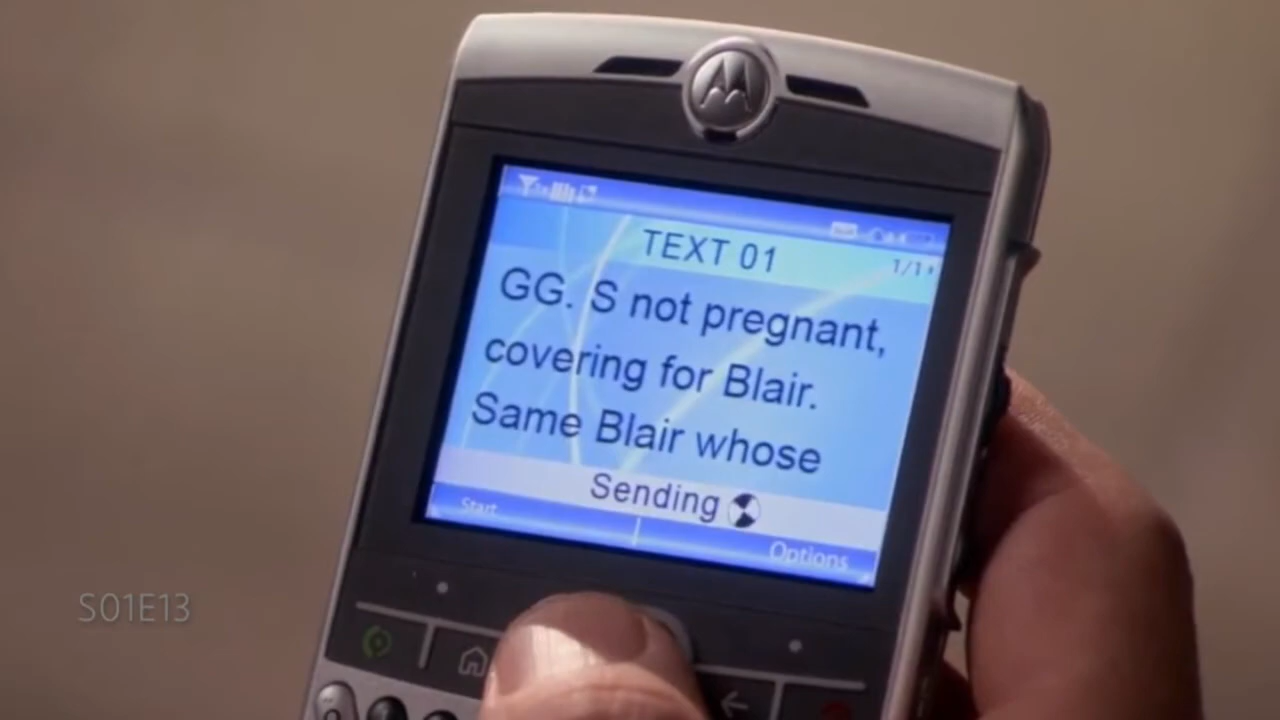 TEXT 01
1/1
GG. S not pregnant,
covering for Blair.
Same Blair whose
Sending
Start
Options
S01E13